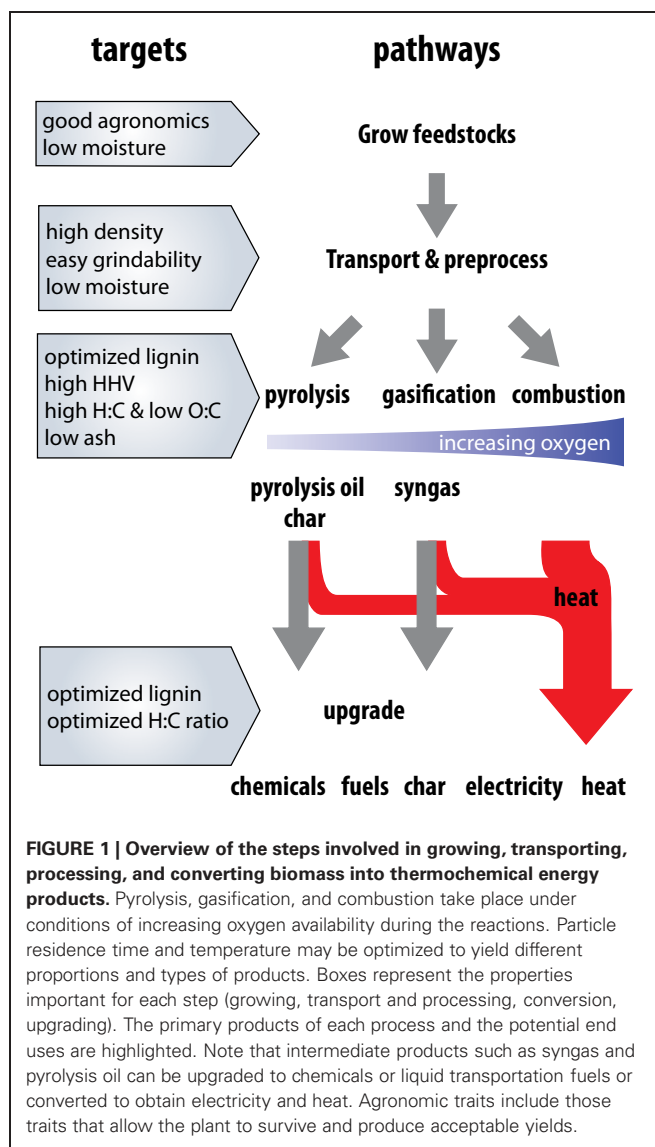 targets pathways
good agronomics
low moisture
Grow feedstocks
high density
easy grindability
low moisture
Transport & preprocess
optimized lignin
high HHV
high H:C & low O:C
low ash
pyrolysis gasification combustion
increasing oxygen
pyrolysis oil syngas
char
heat
optimized lignin
optimized H:C ratio
upgrade
chemicals fuels char electricity heat
FIGURE 1 | Overview of the steps involved in growing, transporting,
processing, and converting biomass into thermochemical energy
products. Pyrolysis, gasification, and combustion take place under
conditions of increasing oxygen availability during the reactions. Particle
residence time and temperature may be optimized to yield different
proportions and types of products. Boxes represent the properties
important for each step (growing, transport and processing, conversion,
upgrading). The primary products of each process and the potential end
uses are highlighted. Note that intermediate products such as syngas and
pyrolysis oil can be upgraded to chemicals or liquid transportation fuels or
converted to obtain electricity and heat. Agronomic traits include those
traits that allow the plant to survive and produce acceptable yields.